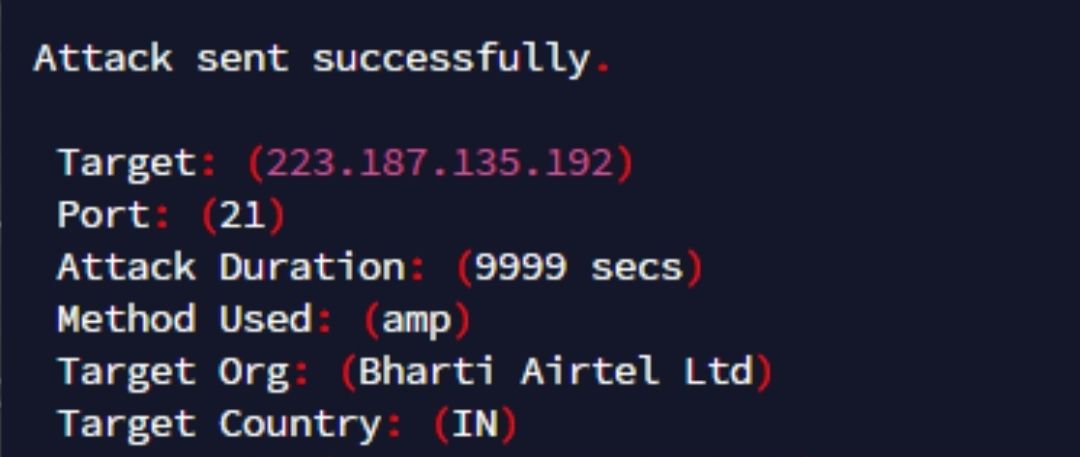 Attack sent successfully.
Target: (223.187.135.192)
Port: (21)
Attack Duration: (9999 secs)
Method Used: (amp)
Target Org: (Bharti Airtel Ltd)
Target Country: (IN)